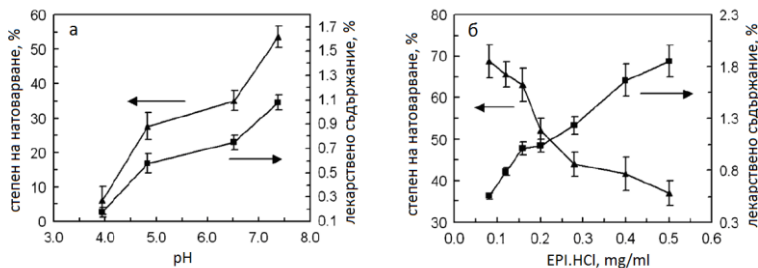 а
степен на натоварване, %
60
50
40
30
20
10
0
3.0 4.0 5.0 6.0 7.0 8.0
pH
1.7
1.5
1.3
1.1
0.9
0.7
0.5
0.3
0.1
лекарствено съдържание, %
б
степен на натоварване, %
80
70
60
50
40
30
0.0 0.1 0.2 0.3 0.4 0.5 0.6
EPI.HCl, mg/ml
2.3
1.8
1.3
0.8
0.3
лекарствено съдържание, %